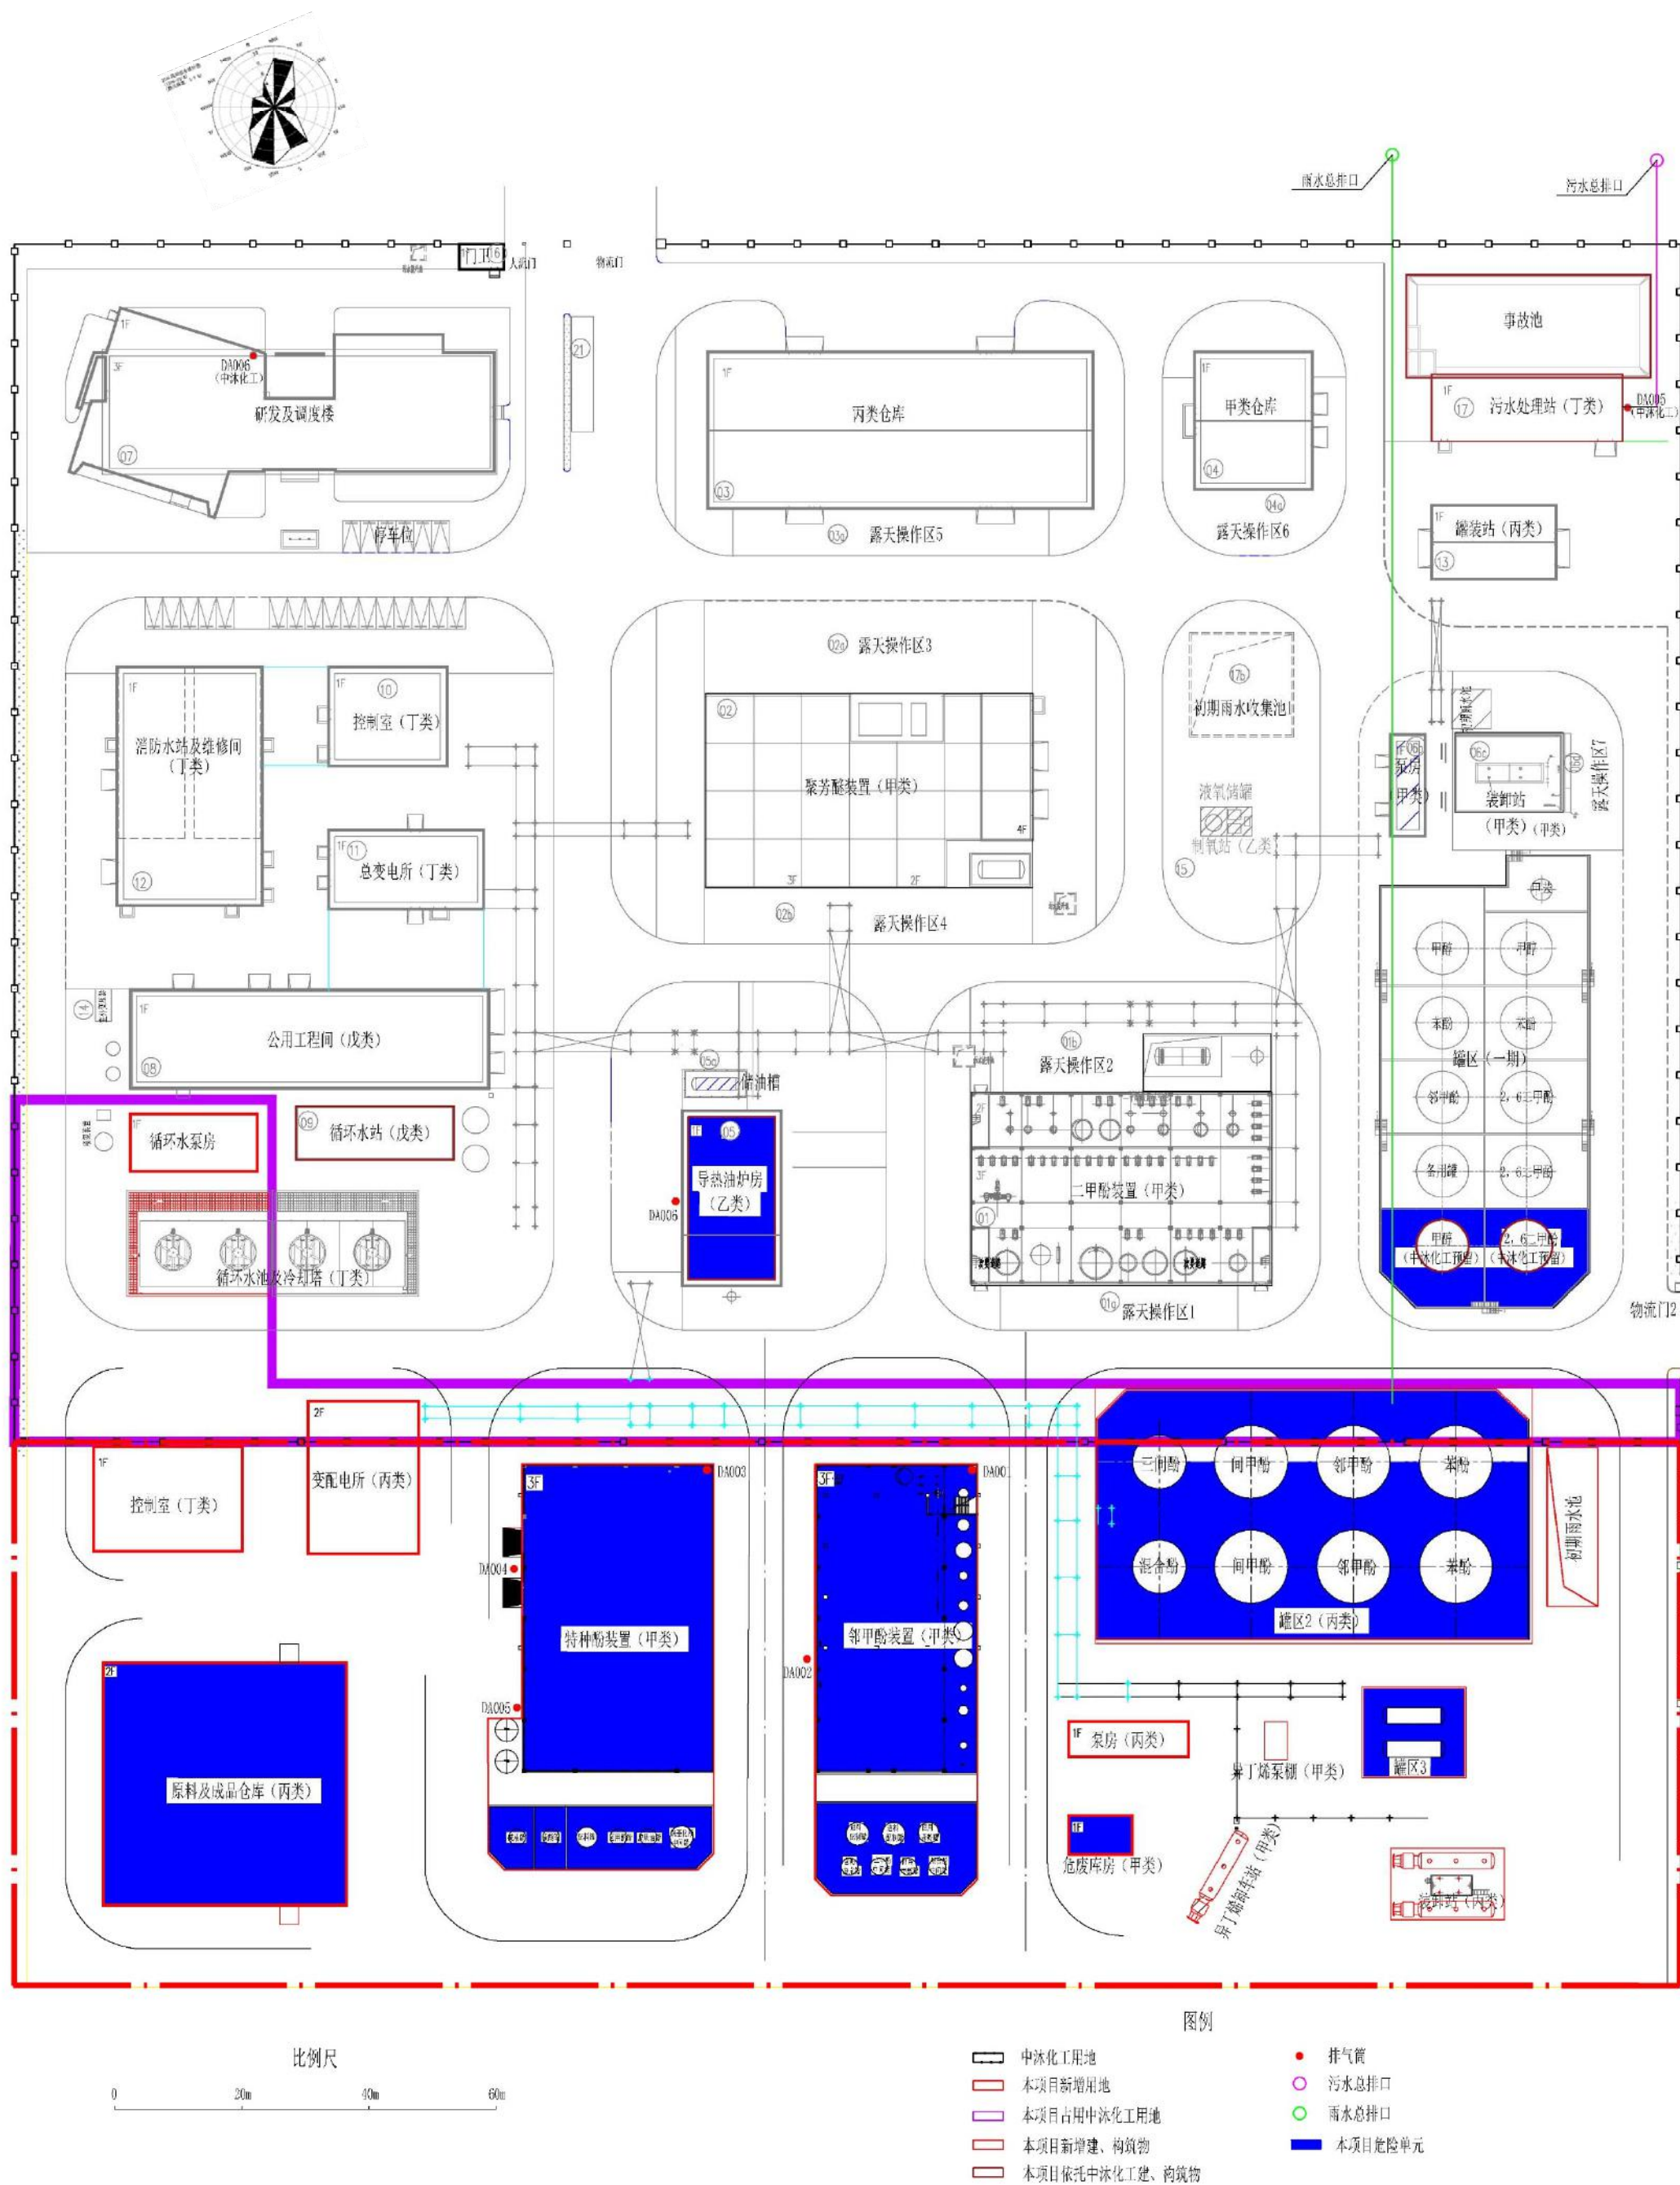 雨水总排口
污水总排口
门卫
16
人流门
物流门
1F
3F
DA006
(中沐化工)
研发及调度楼
07
停车位
21
1F
丙类仓库
03
03a
露天操作区5
1F
甲类仓库
04
04a
露天操作区6
事故池
1F
17
污水处理站（丁类）
DA005
(中沐化工)
1F
罐装站（丙类）
13
1F
消防水站及维修间
（丁类）
12
1F
10
控制室（丁类）
1F
11
总变电所（丁类）
02a
露天操作区3
02
聚芳醚装置（甲类）
4F
3F
2F
02b
露天操作区4
17b
初期雨水收集池1
液氧储罐
制氧站（乙类）
15
06b
泵房
（甲类）
06c
装卸站
（甲类）
（甲类）
06d
露天操作区7
甲类
甲醇
甲醇
苯酚
苯酚
罐区（一期）
邻甲酚
2，6二甲酚
备用罐
2，6二甲酚
甲醇
（中沐化工预留）
2，6二甲酚
（中沐化工预留）
物流门2
14
1F
公用工程间（戊类）
08
1F
循环水泵房
09
循环水站（戊类）
循环水池及冷却塔（丁类）
05a
储油槽
1F
05
导热油炉房
（乙类）
DA006
01b
露天操作区2
2F
3F
二甲酚装置（甲类）
01
01a
露天操作区1
1F
控制室（丁类）
2F
变配电所（丙类）
2F
原料及成品仓库（丙类）
3F
DA003
DA004
特种酚装置（甲类）
DA005
3F
DA001
邻甲酚装置（甲类）
DA002
三间酚
间甲酚
邻甲酚
苯酚
混合酚
间甲酚
邻甲酚
苯酚
罐区2（丙类）
初期雨水池
1F
泵房（丙类）
异丁烯泵棚（甲类）
罐区3
1F
危废库房（甲类）
异丁烯卸车站（甲类）
装卸站（丙类）
比例尺
0
20m
40m
60m
图例
中沐化工用地
本项目新增用地
本项目占用中沐化工用地
本项目新增建、构筑物
本项目依托中沐化工建、构筑物
排气筒
污水总排口
雨水总排口
本项目危险单元